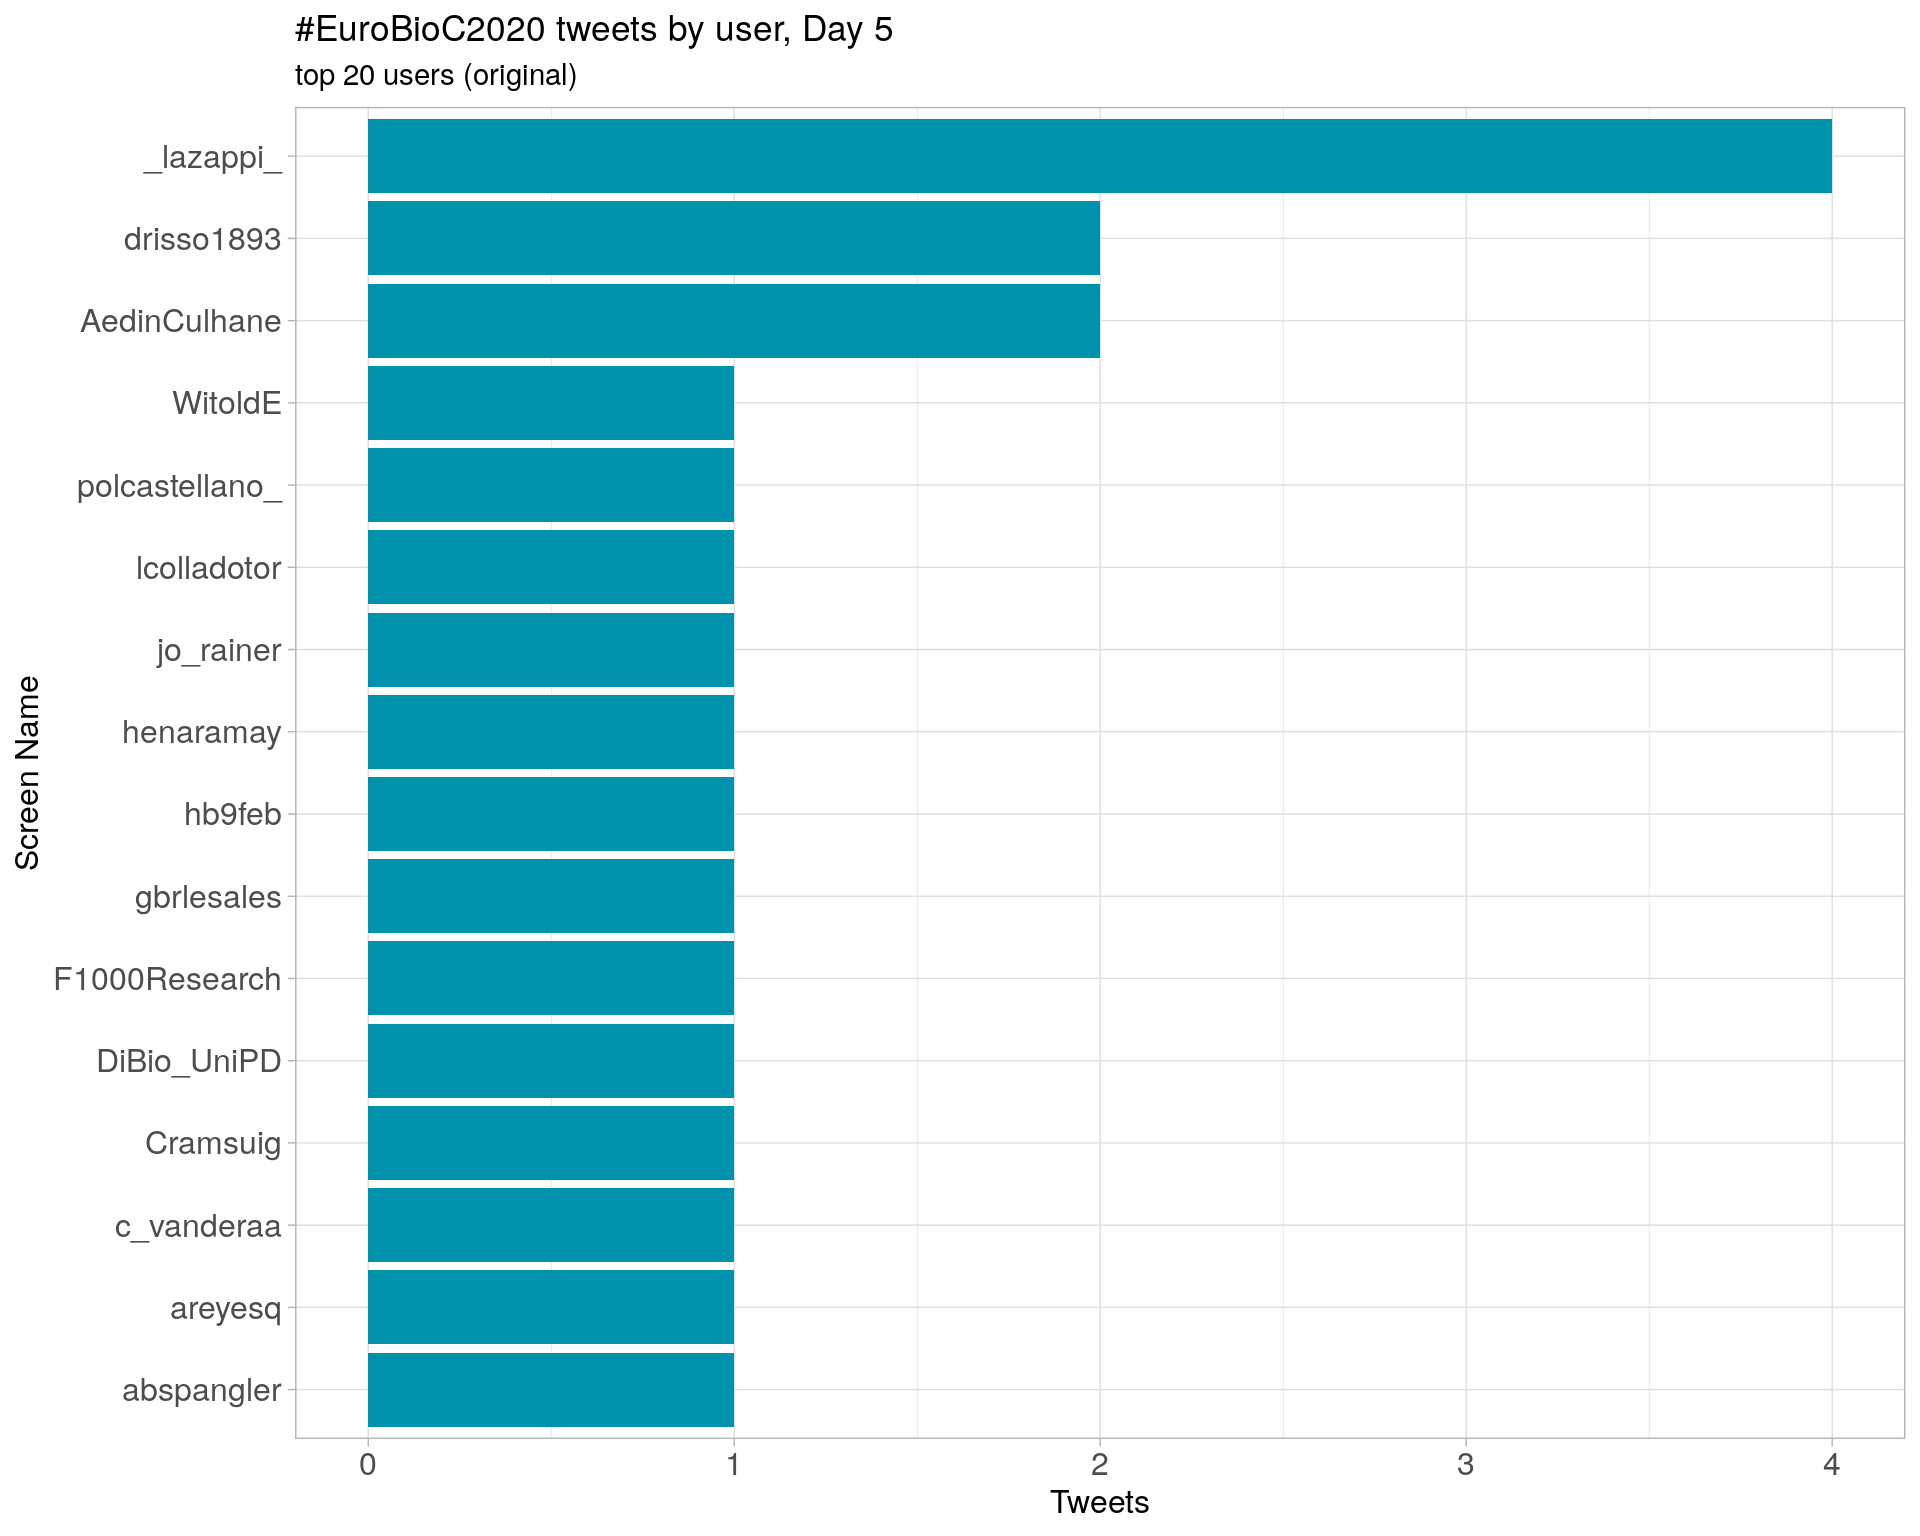 #EuroBioC2020 tweets by user, Day 5
top 20 users (original)
Screen Name
_lazappi_
drisso1893
AedinCulhane
WitoldE
polcastellano_
lcolladotor
jo_rainer
henaramay
hb9feb
gbrlesales
F1000Research
DiBio_UniPD
Cramsuig
c_vanderaa
areyesq
abspangler
0 1 2 3 4
Tweets